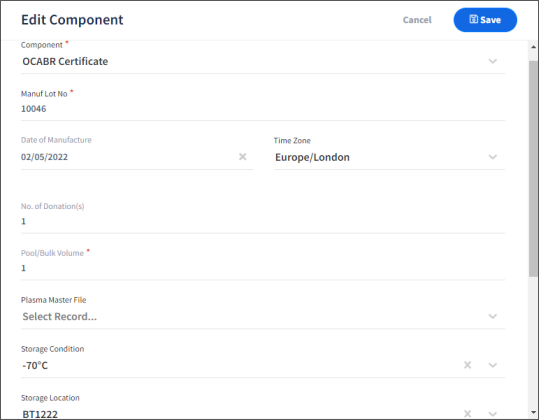 Edit Component
Cancel
Save
Component *
OCABR Certificate
Manuf Lot No *
10046
Date of Manufacture
Time Zone
02/05/2022
Europe/London
No. of Donation(s)
1
Pool/Bulk Volume *
1
Plasma Master File
Select Record...
Storage Condition
-70°C
Storage Location
BT1222